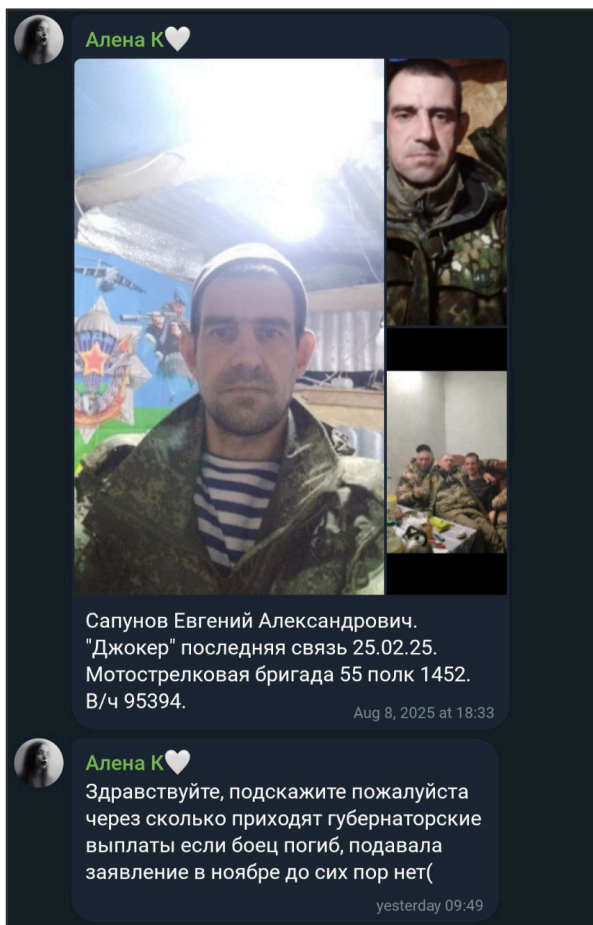 Алена К🤍
Сапунов Евгений Александрович.
"Джокер" последняя связь 25.02.25.
Мотострелковая бригада 55 полк 1452.
В/ч 95394.
Aug 8, 2025 at 18:33
Алена К🤍
Здравствуйте, подскажите пожалуйста
через сколько приходят губернаторские
выплаты если боец погиб, подавала
заявление в ноябре до сих пор нет(
yesterday 09:49